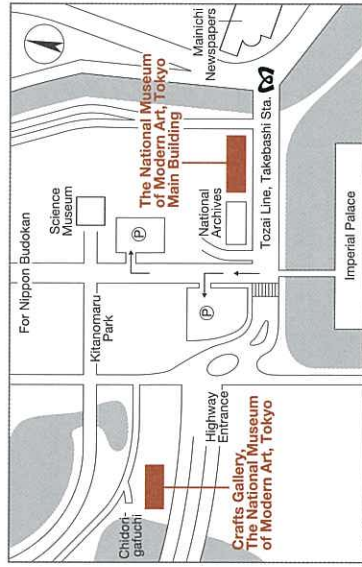 For Nippon Budokan
Kitanomaru
Park
Science
Museum
The National Museum
of Modern Art, Tokyo
Main Building
Mainichi
Newspapers
National
Archives
Tozai Line, Takebashi Sta.
P
P
Imperial Palace
Chidori-
gafuchi
Highway
Entrance
Crafts Gallery,
The National Museum
of Modern Art, Tokyo